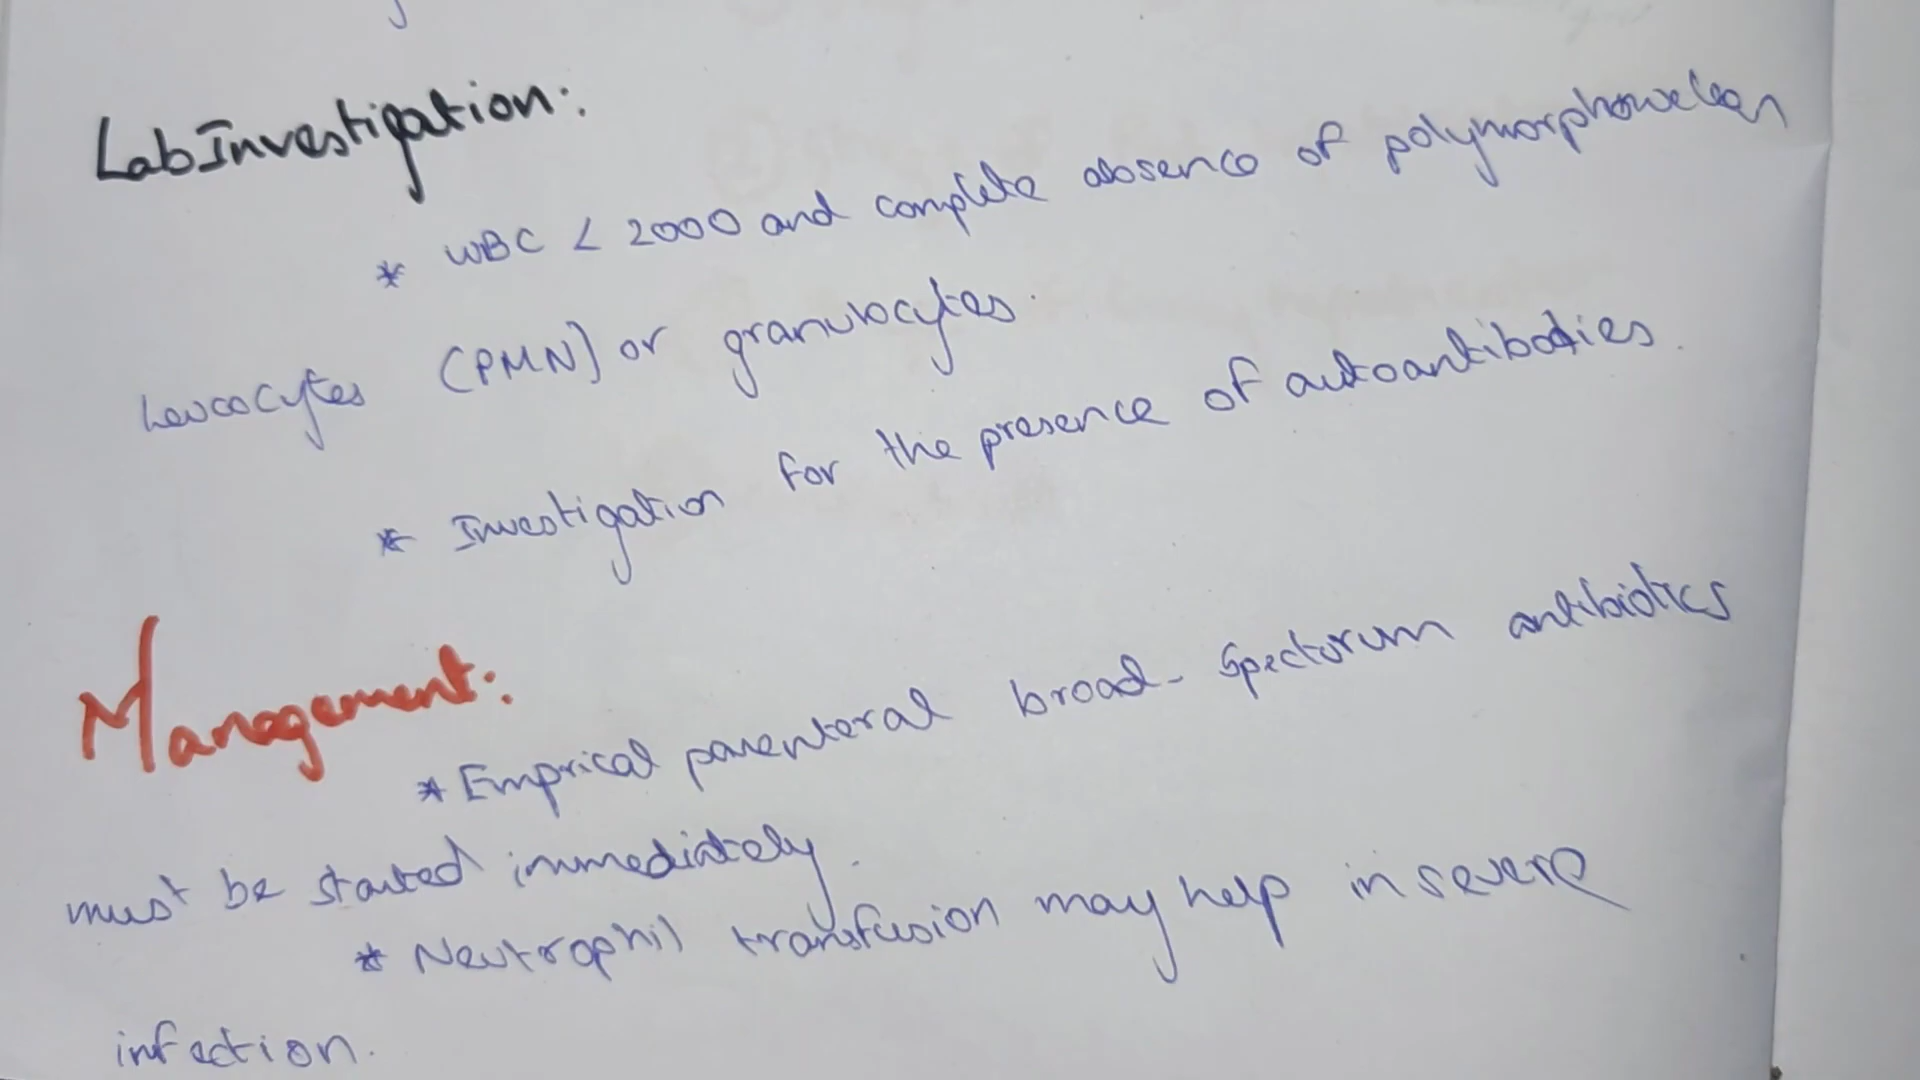 Lab Investigation:
* WBC < 2000 and complete absence of polymorphonuclear
leucocytes (PMN) or granulocytes.
* Investigation for the presence of autoantibodies.
Management:
* Emprical parenteral broad-spectorum antibiotics
must be started immediately.
* Neutrophil transfusion may help in severe
infection.